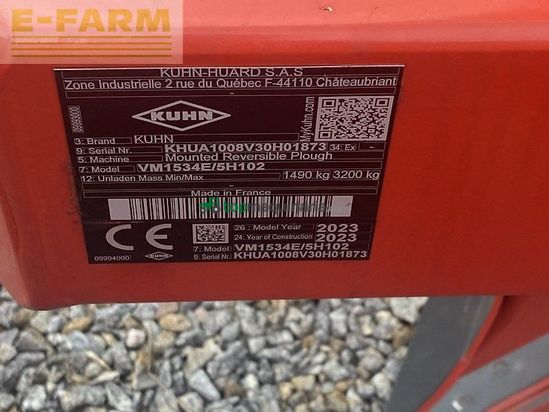 E-FARM
KUHN-HUARD S.A.S
Zone Industrielle 2 rue du Québec F-44110 Châteaubriant
KUHN
MyKuhn.com
3: Brand KUHN
9: Serial Nr. KHUA1008V30H01873 34: Ex -
5: Machine Mounted Reversible Plough
7: Model VM1534E/5H102
12: Unladen Mass Min/Max 1490 kg 3200 kg
Made in France
CE
26: Model Year 2023
24: Year of Construction 2023
7: Model VM1534E/5H102
09994000 KUHN 9: Serial Nr. KHUA1008V30H01873